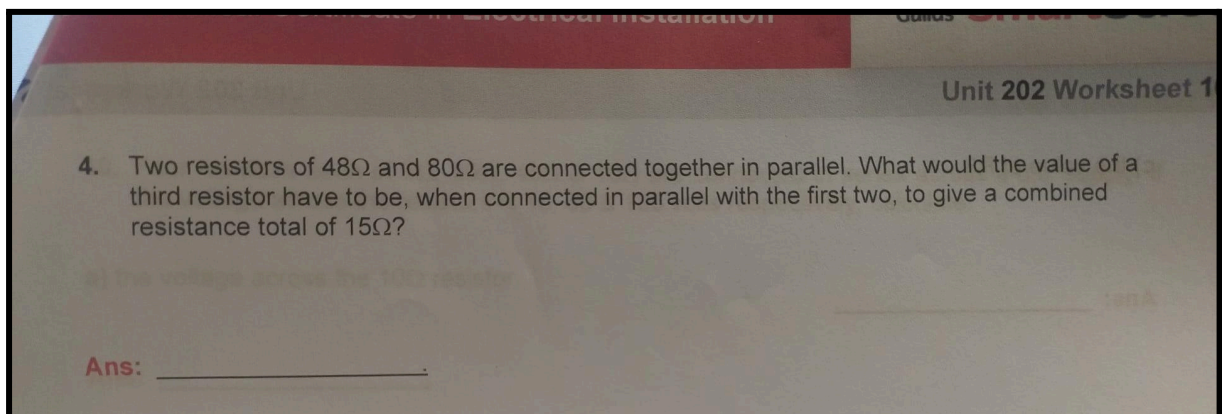 Unit 202 Worksheet
4. Two resistors of 48Ω and 80Ω are connected together in parallel. What would the value of a
third resistor have to be, when connected in parallel with the first two, to give a combined
resistance total of 15Ω?
Ans: